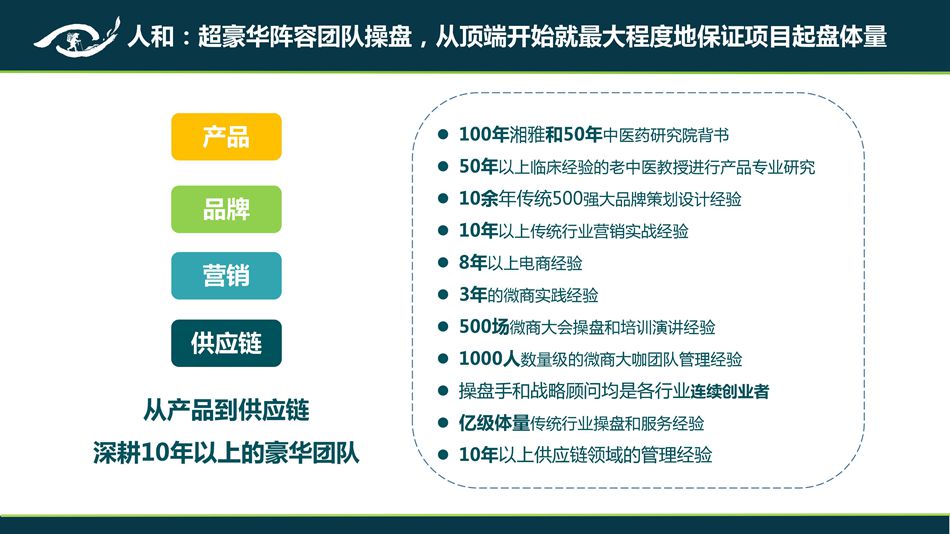 人和：超豪华阵容团队操盘，从顶端开始就最大程度地保证项目起盘体量
产品
品牌
营销
供应链
从产品到供应链
深耕10年以上的豪华团队
● 100年湘雅和50年中医药研究院背书
● 50年以上临床经验的老中医教授进行产品专业研究
● 10余年传统500强大品牌策划设计经验
● 10年以上传统行业营销实战经验
● 8年以上电商经验
● 3年的微商实践经验
● 500场微商大会操盘和培训演讲经验
● 1000人数量级的微商大咖团队管理经验
● 操盘手和战略顾问均是各行业连续创业者
● 亿级体量传统行业操盘和服务经验
● 10年以上供应链领域的管理经验